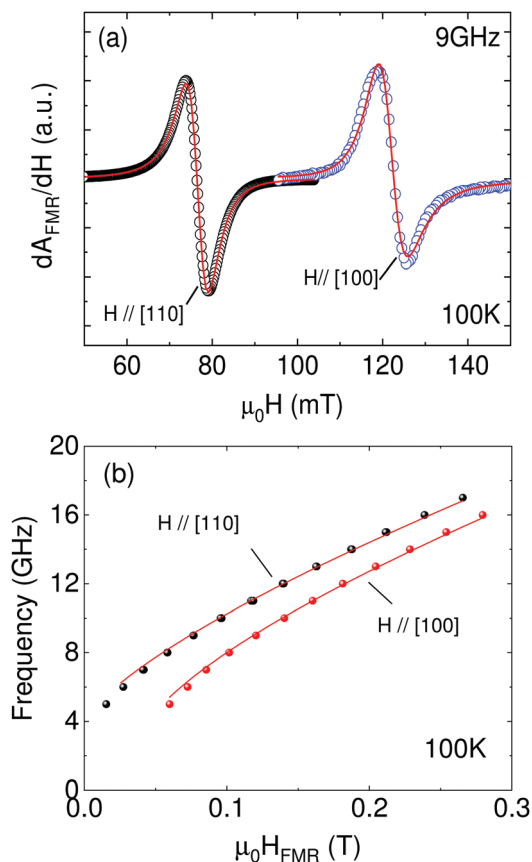 (a)
9GHz
dA_FMR/dH (a.u.)
H // [110]
H// [100]
100K
60 80 100 120 140
μ₀H (mT)
(b)
20
16
12
8
4
0
Frequency (GHz)
H // [110]
H // [100]
100K
0.0 0.1 0.2 0.3
μ₀H_FMR (T)